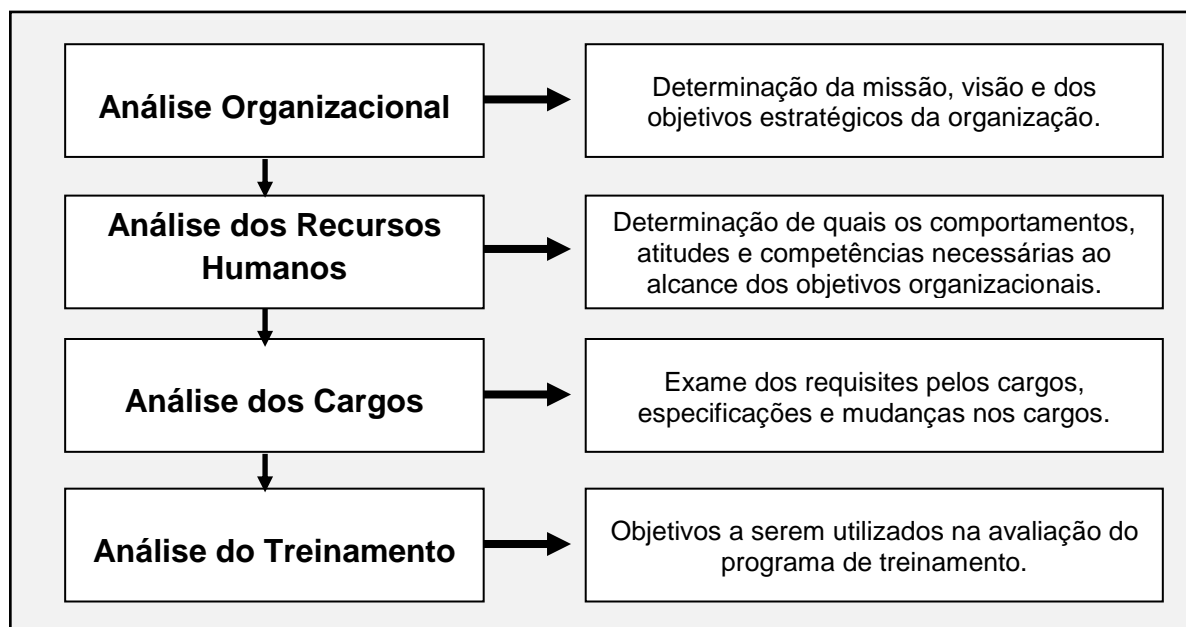 Análise Organizacional
Determinação da missão, visão e dos
objetivos estratégicos da organização.
Análise dos Recursos
Humanos
Determinação de quais os comportamentos,
atitudes e competências necessárias ao
alcance dos objetivos organizacionais.
Análise dos Cargos
Exame dos requisites pelos cargos,
especificações e mudanças nos cargos.
Análise do Treinamento
Objetivos a serem utilizados na avaliação do
programa de treinamento.